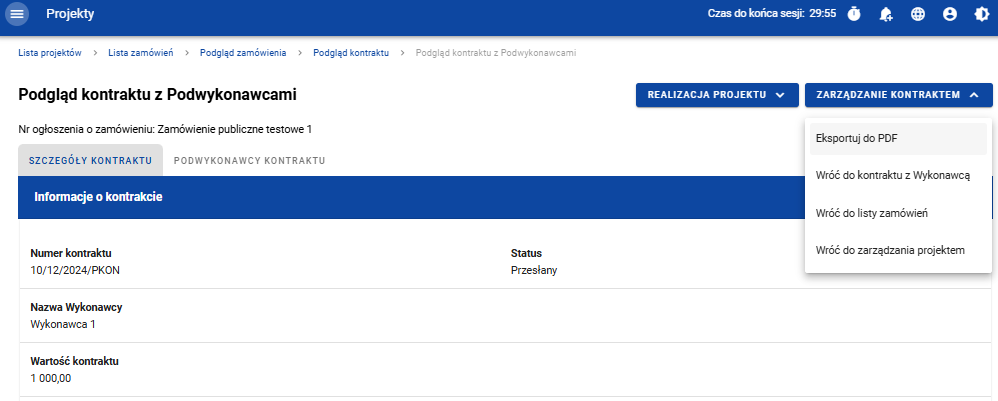 Projekty
Czas do końca sesji: 29:55
Lista projektów > Lista zamówień > Podgląd zamówienia > Podgląd kontraktu > Podgląd kontraktu z Podwykonawcami
Podgląd kontraktu z Podwykonawcami
REALIZACJA PROJEKTU
ZARZĄDZANIE KONTRAKTEM
Nr ogłoszenia o zamówieniu: Zamówienie publiczne testowe 1
Eksportuj do PDF
Wróć do kontraktu z Wykonawcą
Wróć do listy zamówień
Wróć do zarządzania projektem
SZCZEGÓŁY KONTRAKTU
PODWYKONAWCY KONTRAKTU
Informacje o kontrakcie
Numer kontraktu
10/12/2024/PKON
Status
Przesłany
Nazwa Wykonawcy
Wykonawca 1
Wartość kontraktu
1 000,00